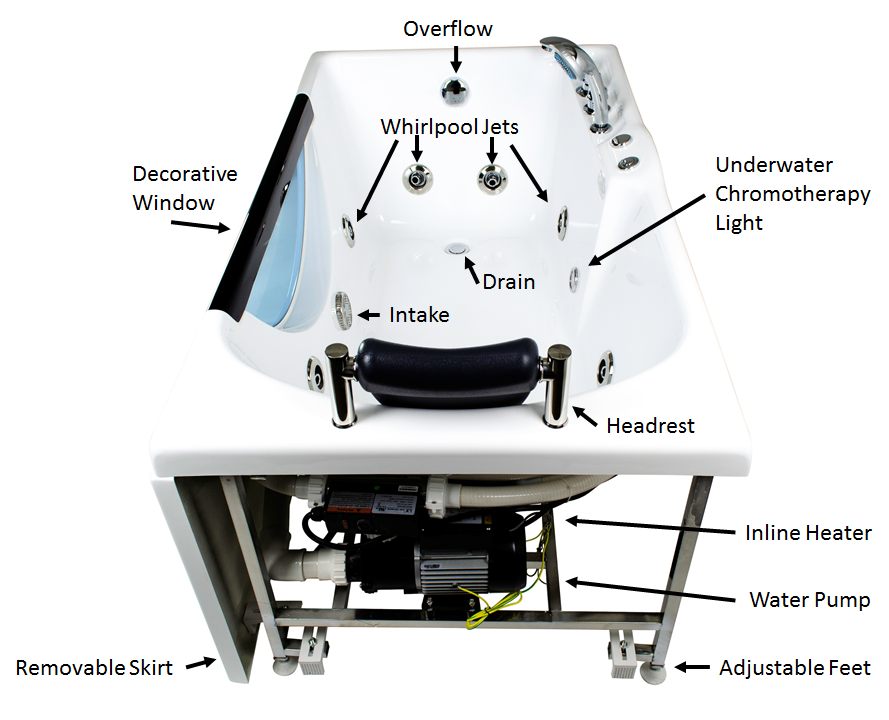 Overflow
Whirlpool Jets
Decorative
Window
Underwater
Chromotherapy
Light
Drain
Intake
Headrest
Inline Heater
Water Pump
Removable Skirt
Adjustable Feet